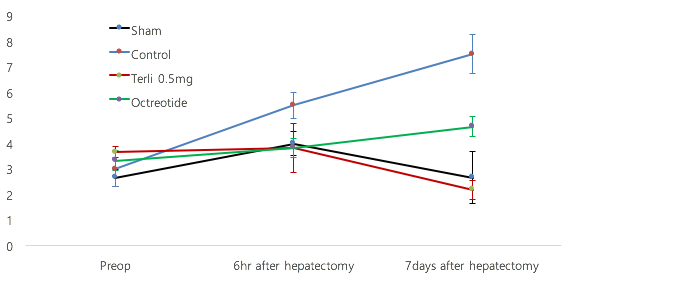 9
8
7
6
5
4
3
2
1
0
Sham
Control
Terli 0.5mg
Octreotide
Preop 6hr after hepatectomy 7days after hepatectomy